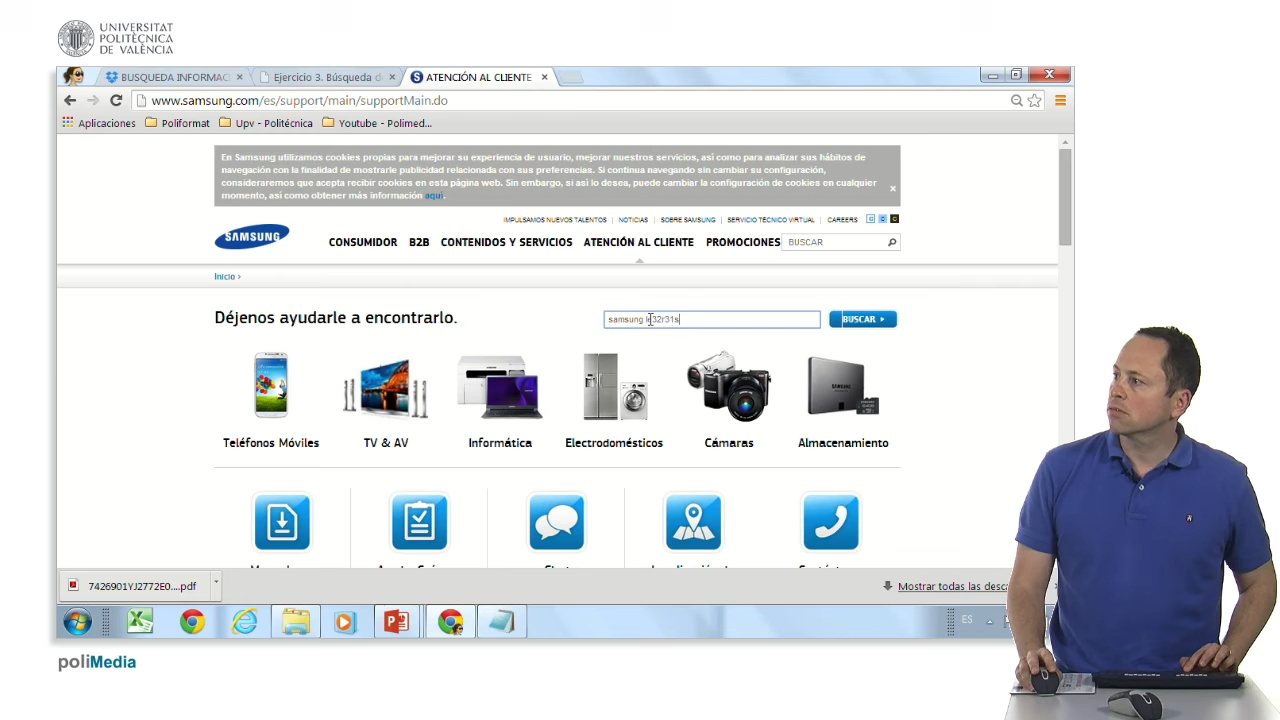 UNIVERSITAT
POLITÈCNICA
DE VALÈNCIA
BUSQUEDA INFORMAC
Ejercicio 3. Búsqueda d
ATENCIÓN AL CLIENTE
www.samsung.com/es/support/main/supportMain.do
Aplicaciones
Poliformat
Upv - Politécnica
Youtube - Polimed...
En Samsung utilizamos cookies propias para mejorar su experiencia de usuario, mejorar nuestros servicios, así como para analizar sus hábitos de
navegación con la finalidad de mostrarle publicidad relacionada con sus preferencias. Si continua navegando sin cambiar su configuración,
consideraremos que acepta recibir cookies en esta página web. Sin embargo, si así lo desea, puede cambiar la configuración de cookies en cualquier
momento, así como obtener más información aquí.
IMPULSAMOS NUEVOS TALENTOS
NOTICIAS
SOBRE SAMSUNG
SERVICIO TÉCNICO VIRTUAL
CAREERS
SAMSUNG
CONSUMIDOR
B2B
CONTENIDOS Y SERVICIOS
ATENCIÓN AL CLIENTE
PROMOCIONES
BUSCAR
Inicio ›
Déjenos ayudarle a encontrarlo.
samsung le32r31s
BUSCAR
SAMSUNG
Teléfonos Móviles
TV & AV
Informática
Electrodomésticos
Cámaras
Almacenamiento
7426901YJ2772E0....pdf
Mostrar todas las desca
ES
poliMedia